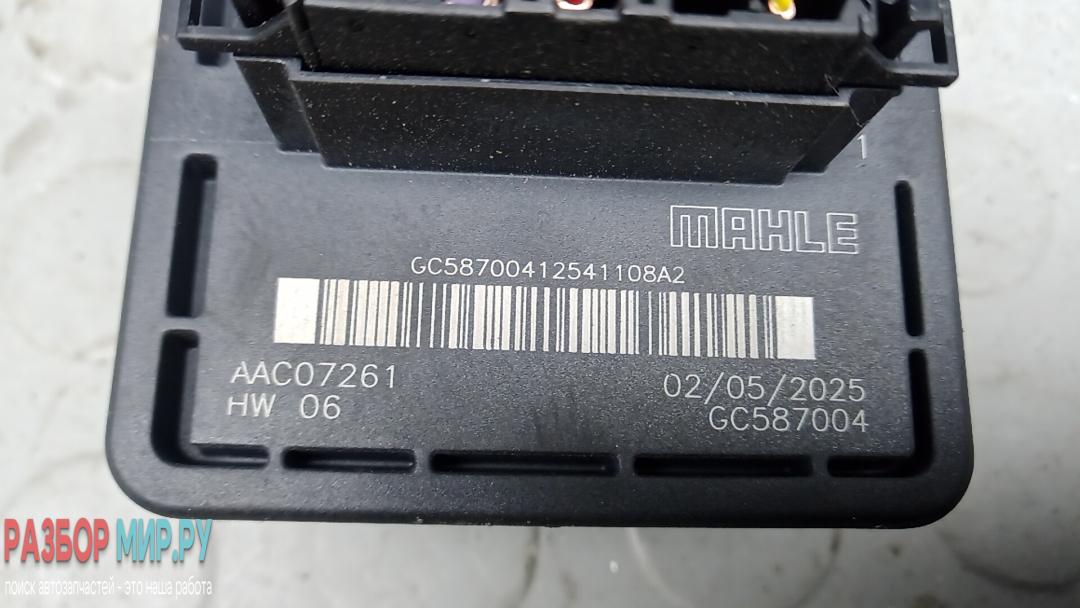 1
MAHLE
GC58700412541108A2
AAC07261
02/05/2025
HW 06
GC587004
РАЗБОР МИР.РУ
поиск автозапчастей - это наша работа